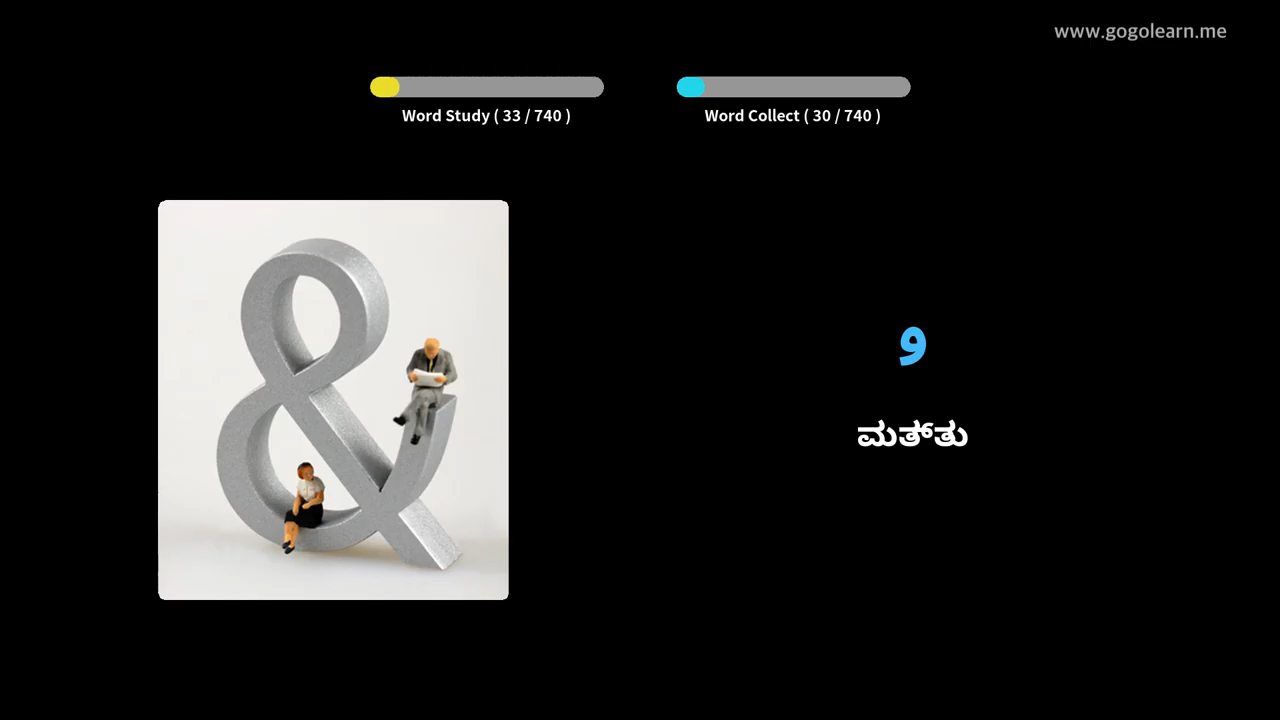 www.gogolearn.me
Word Study ( 33 / 740 )
Word Collect ( 30 / 740 )
&
و
ಮತ್ತು